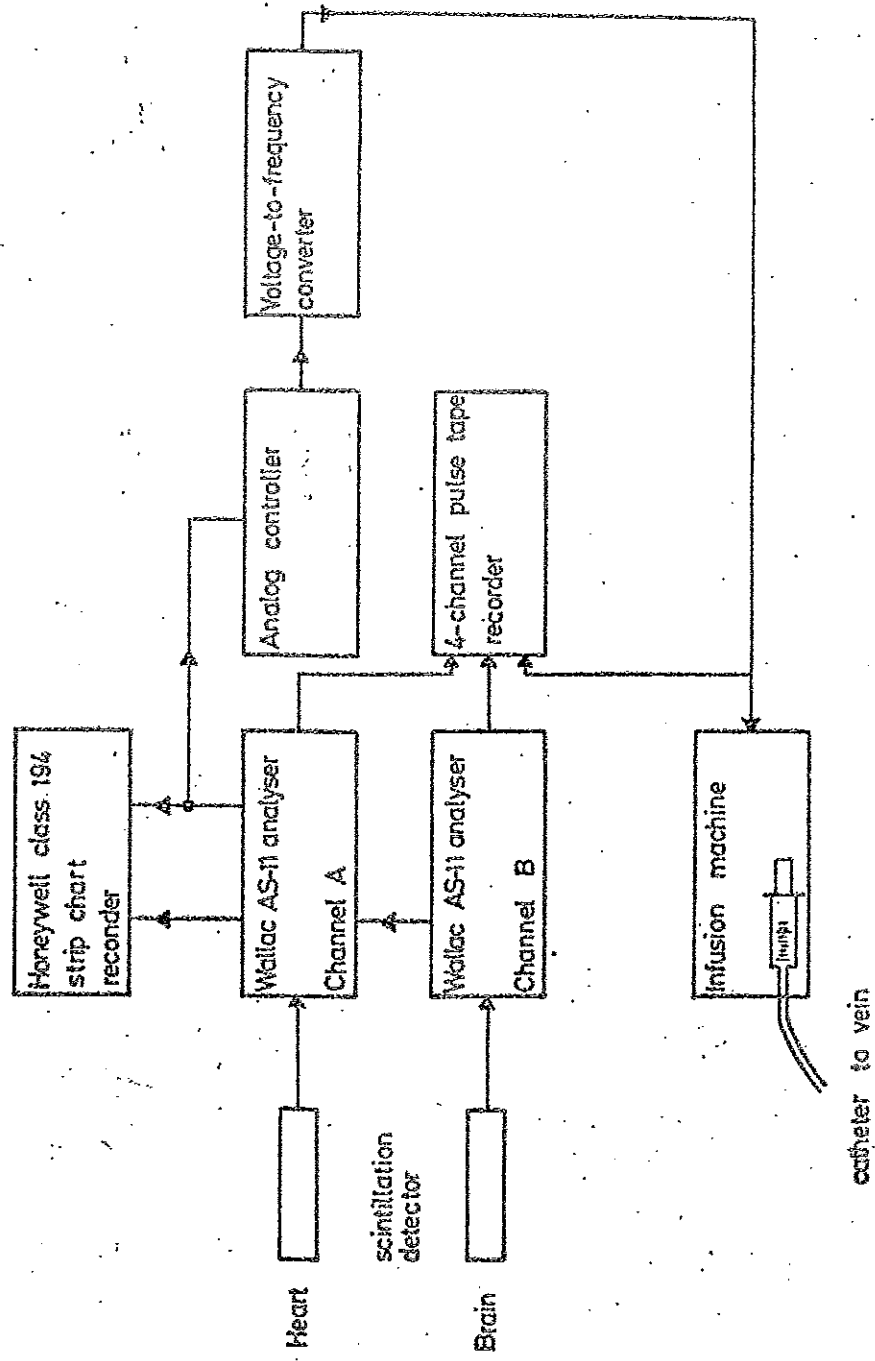 Honeywell class 194
strip chart
reconder
Wallac AS-11 analyser
Channel A
Analog controller
Voltage-to-frequency
converter
Heart
scintillation
detector
Brain
Wallac AS-11 analyser
Channel B
4-channel pulse tape
recorder
Infusion machine
catheter to vein